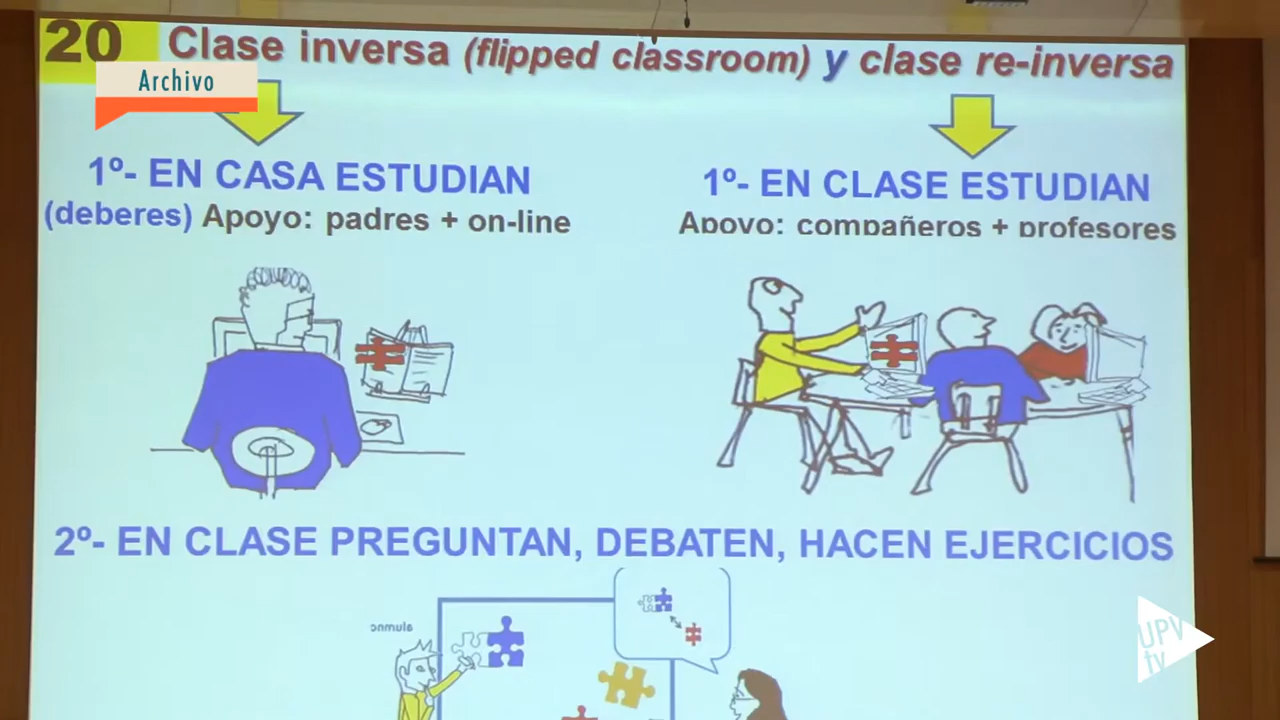 20 Clase inversa (flipped classroom) y clase re-inversa
Archivo
1º- EN CASA ESTUDIAN
(deberes) Apoyo: padres + on-line
1º- EN CLASE ESTUDIAN
Apoyo: compañeros + profesores
2º- EN CLASE PREGUNTAN, DEBATEN, HACEN EJERCICIOS
UPV
tv